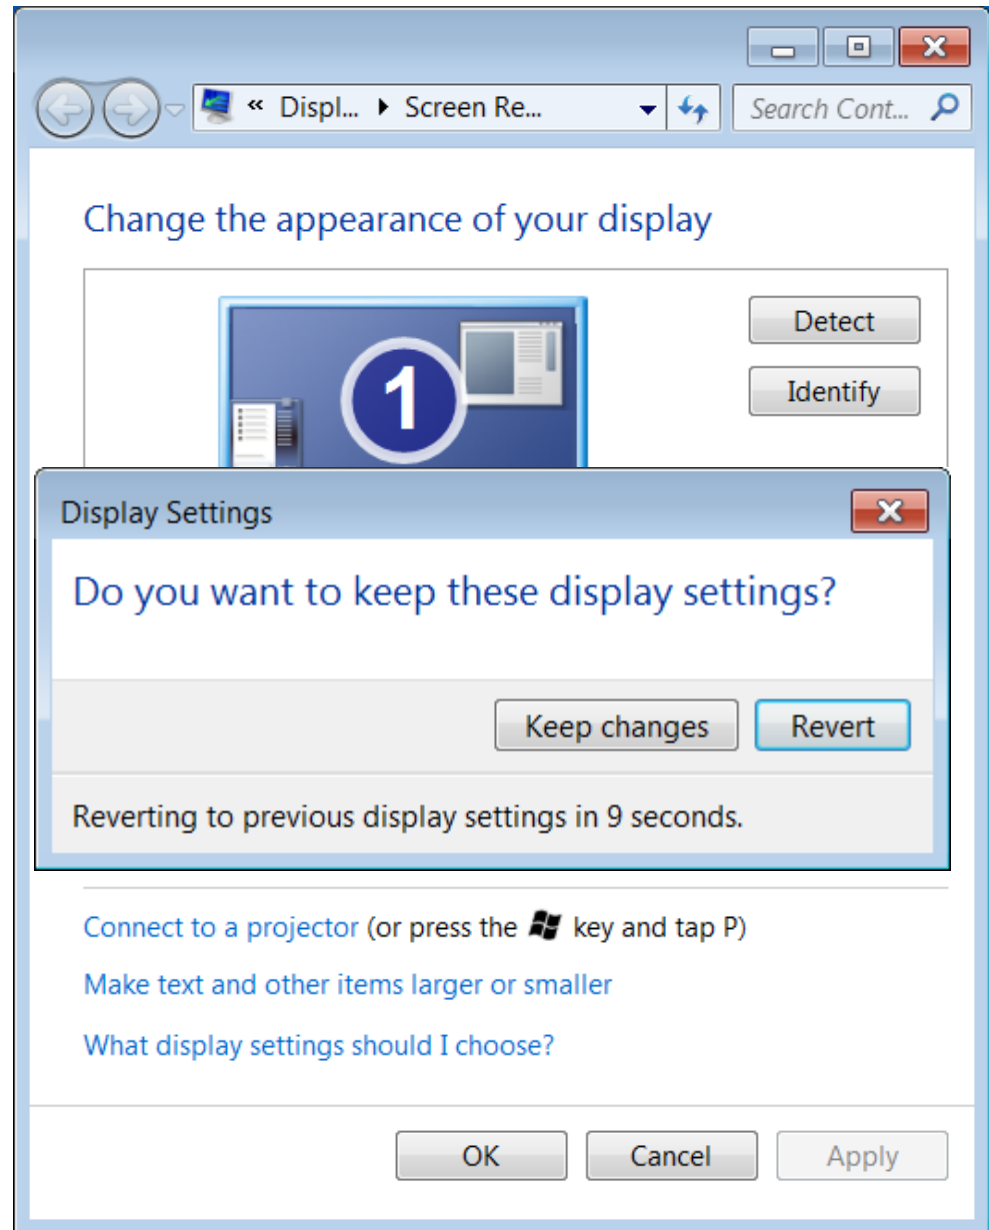 « Displ... Screen Re... Search Cont...
Change the appearance of your display
Detect
1
Identify
Display Settings
Do you want to keep these display settings?
Keep changes Revert
Reverting to previous display settings in 9 seconds.
Connect to a projector (or press the key and tap P)
Make text and other items larger or smaller
What display settings should I choose?
OK Cancel Apply